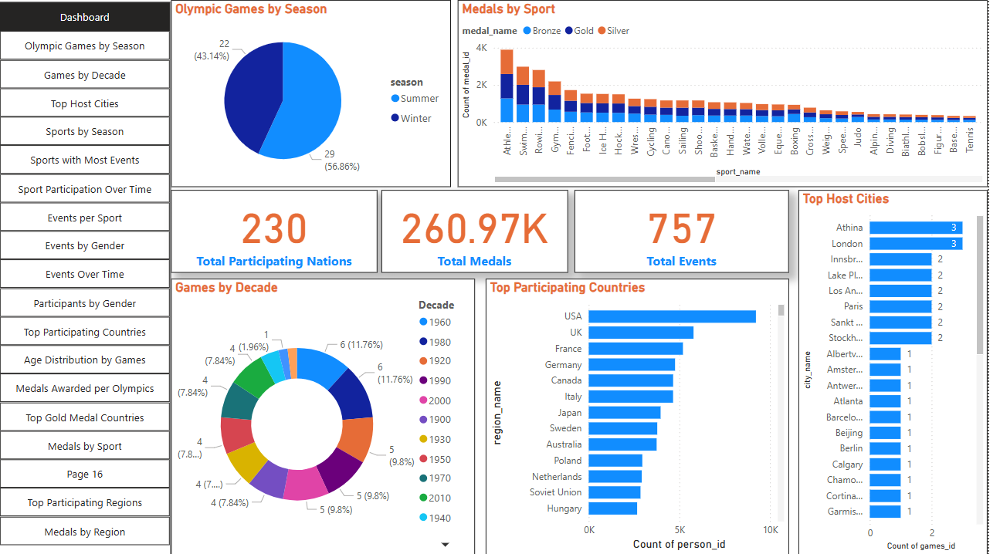 Dashboard
Olympic Games by Season
Games by Decade
Top Host Cities
Sports by Season
Sports with Most Events
Sport Participation Over Time
Events per Sport
Events by Gender
Events Over Time
Participants by Gender
Top Participating Countries
Age Distribution by Games
Medals Awarded per Olympics
Top Gold Medal Countries
Medals by Sport
Page 16
Top Participating Regions
Medals by Region
Olympic Games by Season
22
(43.14%)
29
(56.86%)
season
Summer
Winter
Medals by Sport
medal_name Bronze Gold Silver
Count of medal_id
4K
2K
0K
Athle...
Swim...
Rowi...
Gym...
Fenci...
Foot...
Ice H...
Hock...
Wres...
Cycling
Cano...
Sailing
Shoo...
Baske...
Hand...
Wate...
Volle...
Eque...
Boxing
Cross...
Weig...
Spee...
Judo
Alpin...
Diving
Biathl...
Bobsl...
Figur...
Base...
Tennis
sport_name
230
Total Participating Nations
260.97K
Total Medals
757
Total Events
Games by Decade
6 (11.76%)
6
(11.76%)
5
(9.8%)
5 (9.8%)
5 (9.8%)
4 (7.84%)
4 (7....)
4
(7.8...)
4
(7.84%)
4
(7.84%)
1
(1.96%)
Decade
1960
1980
1920
1990
2000
1900
1930
1950
1970
2010
1940
Top Participating Countries
region_name
USA
UK
France
Germany
Canada
Italy
Japan
Sweden
Australia
Poland
Netherlands
Soviet Union
Hungary
0K
5K
10K
Count of person_id
Top Host Cities
city_name
Athina 3
London 3
Innsbr... 2
Lake Pl... 2
Los An... 2
Paris 2
Sankt ... 2
Stockh... 2
Albertv... 1
Amster... 1
Antwer... 1
Atlanta 1
Barcelo... 1
Beijing 1
Berlin 1
Calgary 1
Chamo... 1
Cortina... 1
Garmis... 1
0
2
Count of games_id